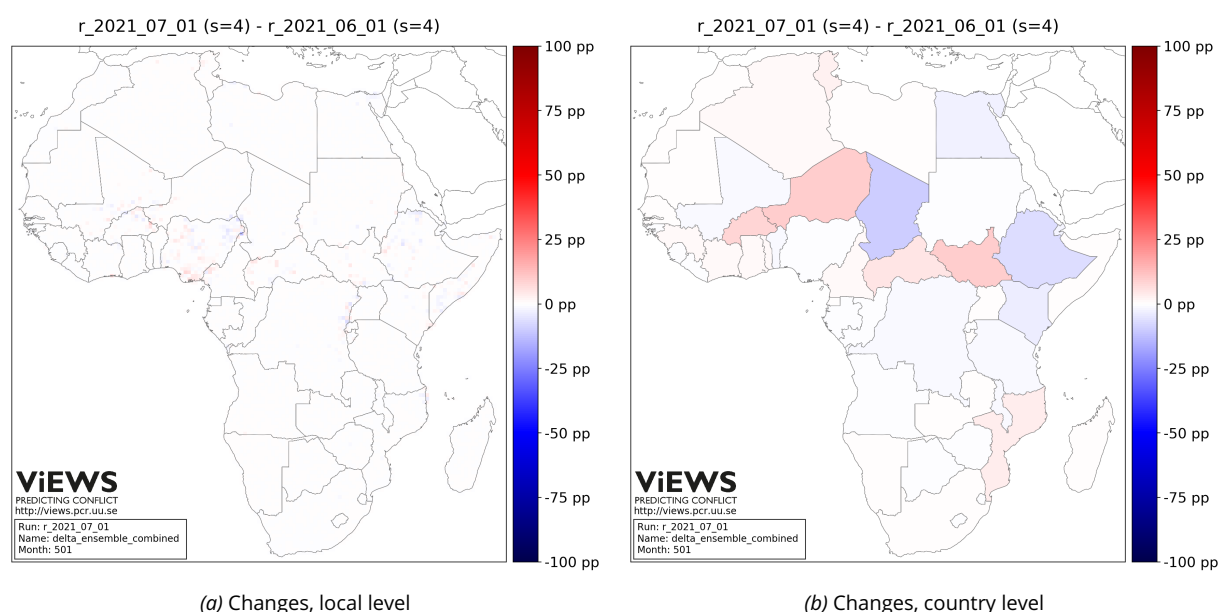 r_2021_07_01 (s=4) - r_2021_06_01 (s=4)
100 pp
75 pp
50 pp
25 pp
0 pp
-25 pp
-50 pp
-75 pp
-100 pp
ViEWS
PREDICTING CONFLICT
http://views.pcr.uu.se
Run: r_2021_07_01
Name: delta_ensemble_combined
Month: 501
(a) Changes, local level
r_2021_07_01 (s=4) - r_2021_06_01 (s=4)
100 pp
75 pp
50 pp
25 pp
0 pp
-25 pp
-50 pp
-75 pp
-100 pp
ViEWS
PREDICTING CONFLICT
http://views.pcr.uu.se
Run: r_2021_07_01
Name: delta_ensemble_combined
Month: 501
(b) Changes, country level